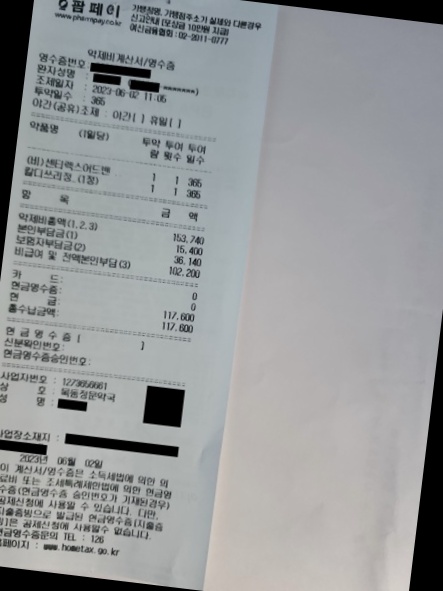 팜페이
www.pharmpay.co.kr
가맹점명, 가맹점주소가 실제와 다른경우
신고안내 (포상금 10만원 지급)
여신금융협회 : 02-2011-0777
약제비계산서/영수증
영수증번호:
환자성명 :
조제일자 : 2023-06-02 11:05
투약일수 : 365
야간(공유)조제 : 야간[ ] 휴일[ ]
약품명 (1일당) 투약 투여 투여
량 횟수 일수
(비)센티렉스어드밴 1 1 365
칼디쓰리정_(1정) 1 1 365
항 목 금 액
약제비총액(1,2,3) 153,740
본인부담금(1) 15,400
보험자부담금(2) 36,140
비급여 및 전액본인부담(3) 102,200
카 드: 0
현금영수증: 0
현 금: 117,600
총수납금액: 117,600
현 금 영 수 증 [ ]
신분확인번호:
현금영수증승인번호:
사업자번호 : 1273650661
상 호 : 목동정문약국
성 명 :
사업장소재지 :
2023년 06월 02일
이 계산서/영수증은 소득세법에 의한 의
료비 또는 조세특례제한법에 의한 현금영
수증(현금영수증 승인번호가 기재된경우)
공제신청에 사용할 수 있습니다. 다만,
지출증빙으로 발급된 현금영수증(지출증
빙)은 공제신청에 사용할수 없습니다.
현금영수증문의 TEL : 126
홈페이지 : www.hometax.go.kr